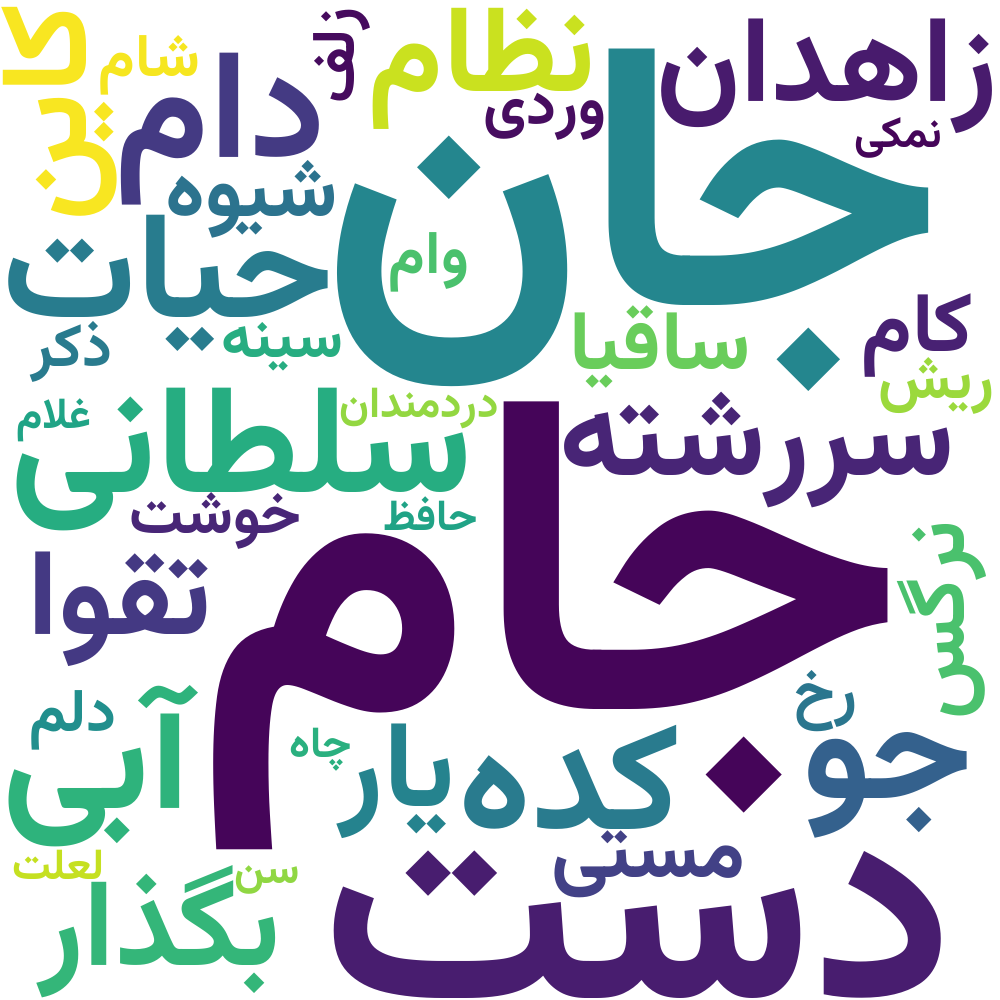 زاهدان
نظام
زلف
شام
کاین
وردی
نمکی
دام
جان
شیوه
حیات
وام
کام
ساقیا
سینه
ذکر
ریش
دردمندان
غلام
سلطانی
سررشته
جام
خوشت
حافظ
نرگس
تقوا
رخ
دلم
آبی
چاه
یار
کده
جو
مستی
لعلت
سن
دست
بگذار